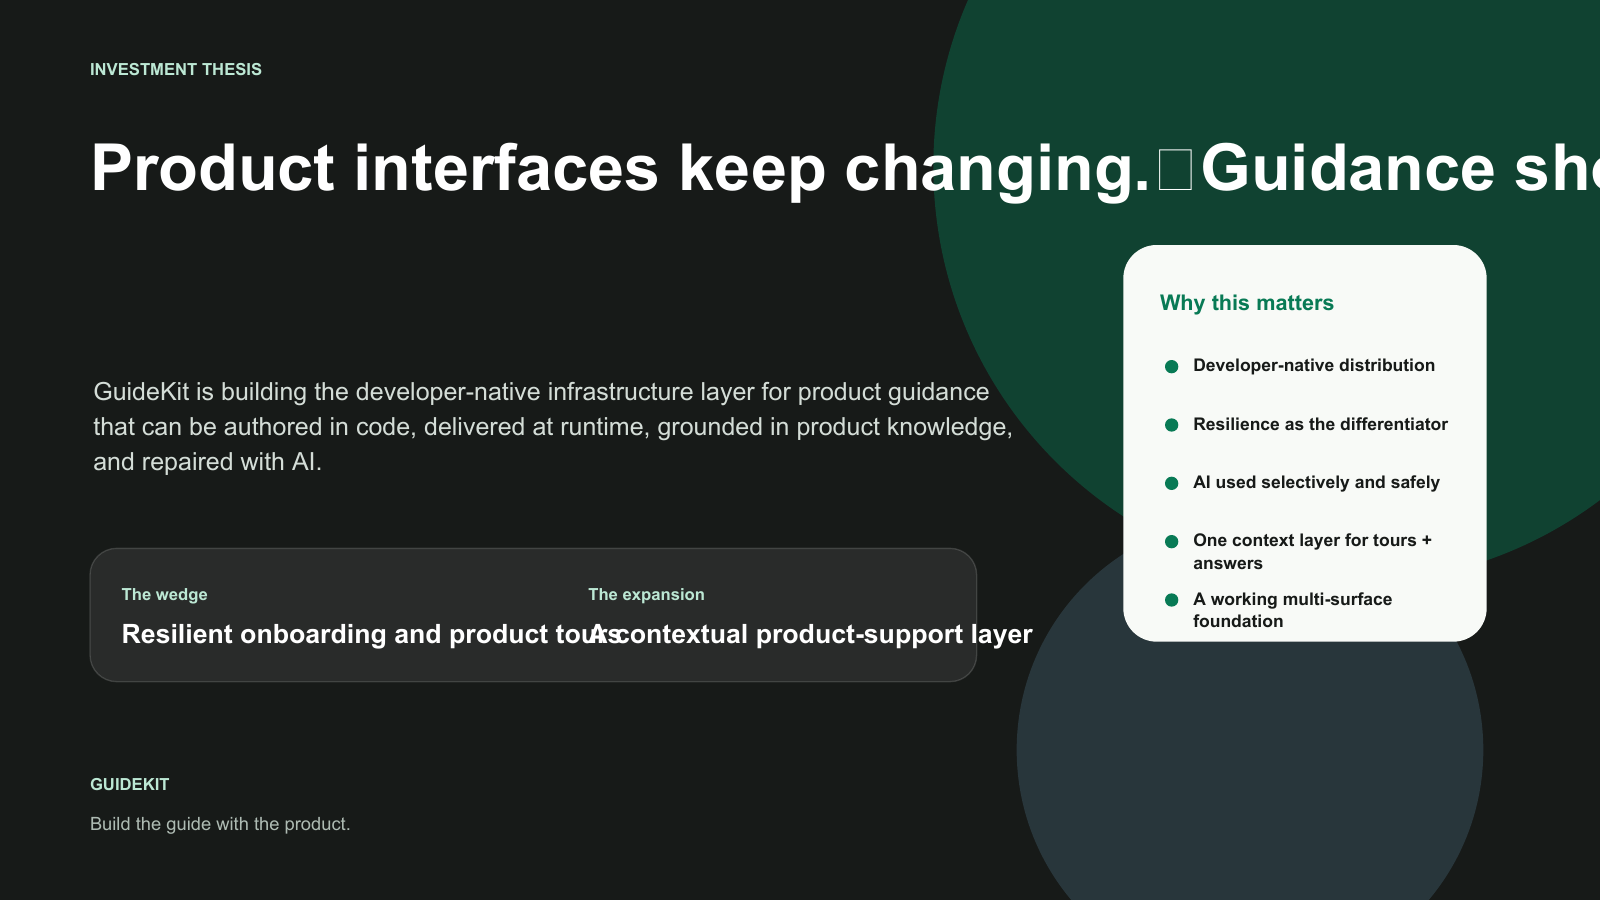 INVESTMENT THESIS
Product interfaces keep changing. Guidance
Why this matters
Developer-native distribution
Resilience as the differentiator
AI used selectively and safely
One context layer for tours +
answers
A working multi-surface
foundation
GuideKit is building the developer-native infrastructure layer for product guidance
that can be authored in code, delivered at runtime, grounded in product knowledge,
and repaired with AI.
The wedge
Resilient onboarding and product tours
The expansion
A contextual product-support layer
GUIDEKIT
Build the guide with the product.